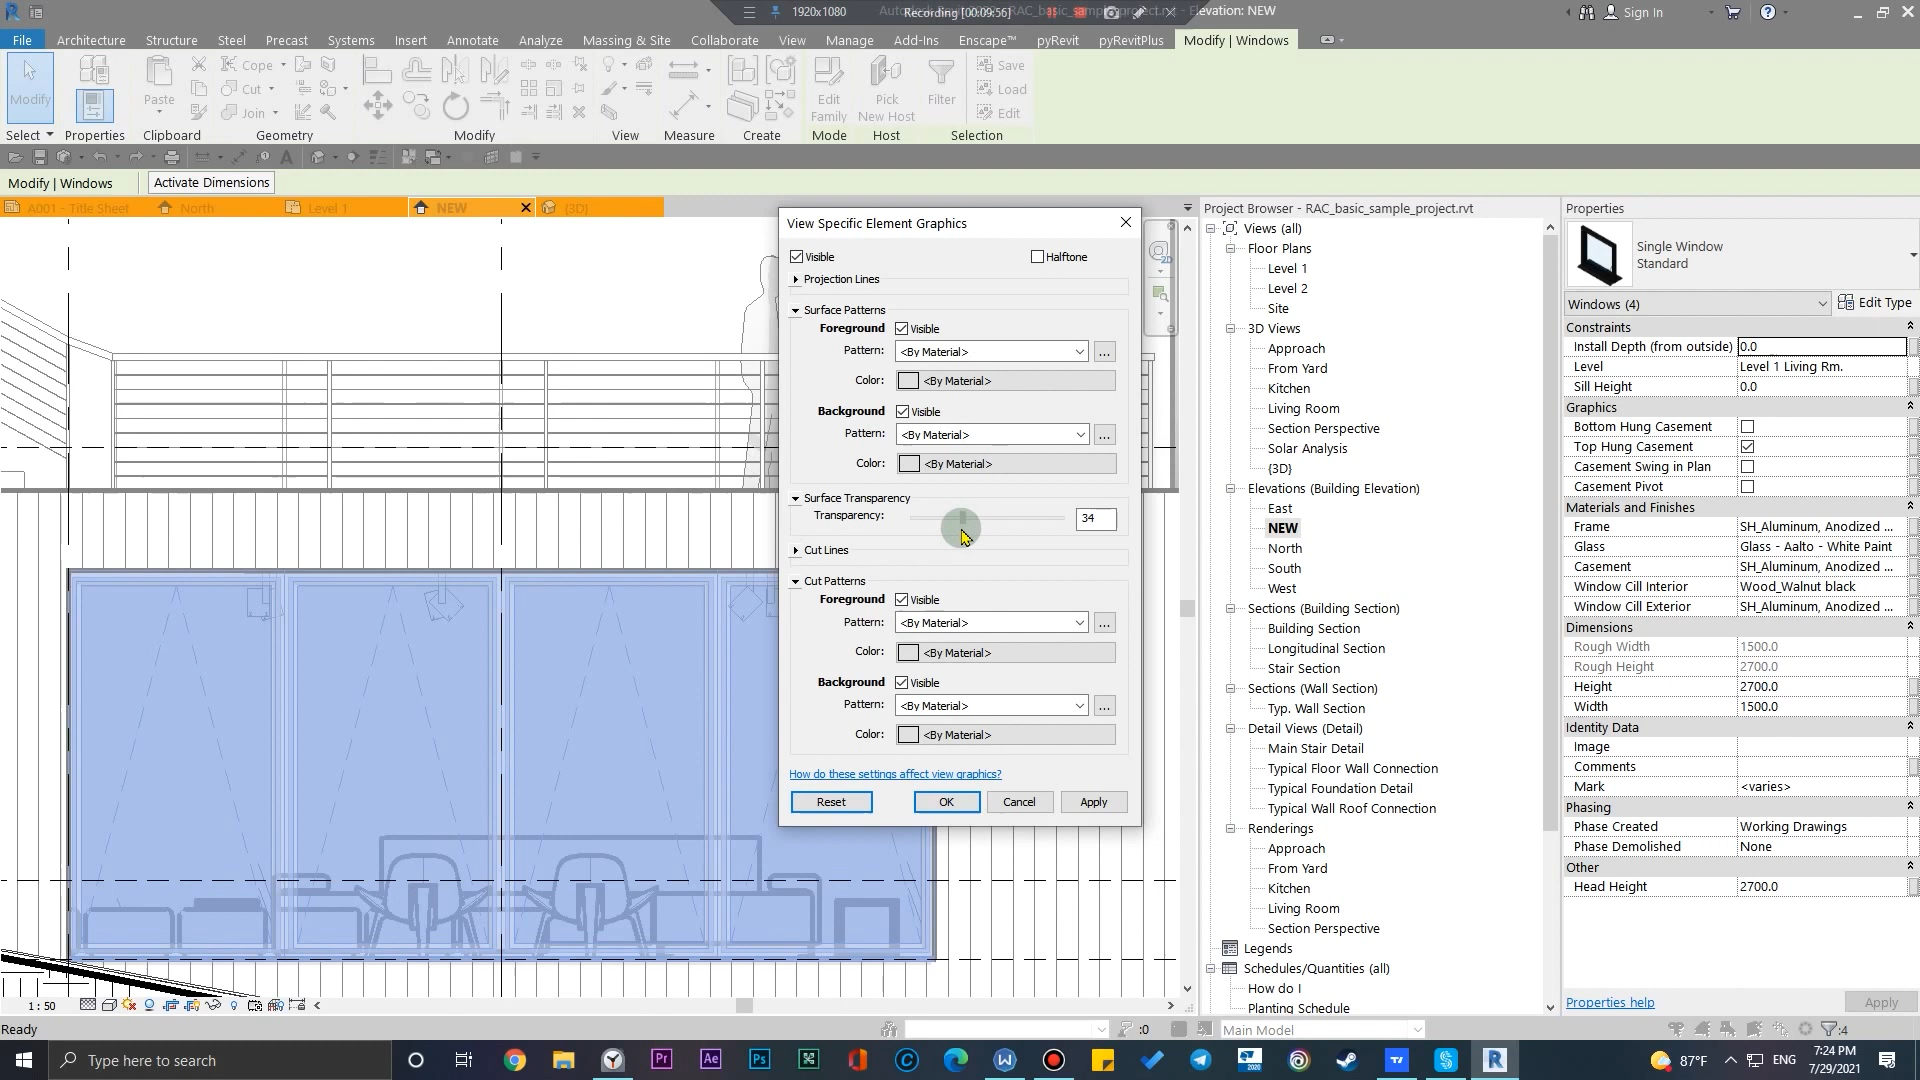 1920x1080
Recording [00:09:56]
Elevation: NEW
Sign In
File Architecture Structure Steel Precast Systems Insert Annotate Analyze Massing & Site Collaborate View Manage Add-Ins Enscape™ pyRevit pyRevitPlus Modify | Windows
Modify
Paste
Cope
Cut
Join
Edit Family
Pick New Host
Filter
Save
Load
Edit
Select Properties Clipboard Geometry Modify View Measure Create Mode Host Selection
Modify | Windows Activate Dimensions
A001 - Title Sheet North Level 1 NEW {3D}
View Specific Element Graphics
Visible Halftone
Projection Lines
Surface Patterns
Foreground Visible
Pattern: <By Material> ...
Color: <By Material>
Background Visible
Pattern: <By Material> ...
Color: <By Material>
Surface Transparency
Transparency: 34
Cut Lines
Cut Patterns
Foreground Visible
Pattern: <By Material> ...
Color: <By Material>
Background Visible
Pattern: <By Material> ...
Color: <By Material>
How do these settings affect view graphics?
Reset OK Cancel Apply
2D
Project Browser - RAC_basic_sample_project.rvt
Views (all)
Floor Plans
Level 1
Level 2
Site
3D Views
Approach
From Yard
Kitchen
Living Room
Section Perspective
Solar Analysis
{3D}
Elevations (Building Elevation)
East
NEW
North
South
West
Sections (Building Section)
Building Section
Longitudinal Section
Stair Section
Sections (Wall Section)
Typ. Wall Section
Detail Views (Detail)
Main Stair Detail
Typical Floor Wall Connection
Typical Foundation Detail
Typical Wall Roof Connection
Renderings
Approach
From Yard
Kitchen
Living Room
Section Perspective
Legends
Schedules/Quantities (all)
How do I
Planting Schedule
Properties
Single Window
Standard
Windows (4) Edit Type
Constraints
Install Depth (from outside) 0.0
Level Level 1 Living Rm.
Sill Height 0.0
Graphics
Bottom Hung Casement
Top Hung Casement
Casement Swing in Plan
Casement Pivot
Materials and Finishes
Frame SH_Aluminum, Anodized ...
Glass Glass - Aalto - White Paint
Casement SH_Aluminum, Anodized ...
Window Cill Interior Wood_Walnut black
Window Cill Exterior SH_Aluminum, Anodized ...
Dimensions
Rough Width 1500.0
Rough Height 2700.0
Height 2700.0
Width 1500.0
Identity Data
Image
Comments
Mark <varies>
Phasing
Phase Created Working Drawings
Phase Demolished None
Other
Head Height 2700.0
Properties help Apply
1 : 50
Ready :0 Main Model :4
Type here to search
Pr Ae Ps
87°F ENG
7:24 PM
7/29/2021